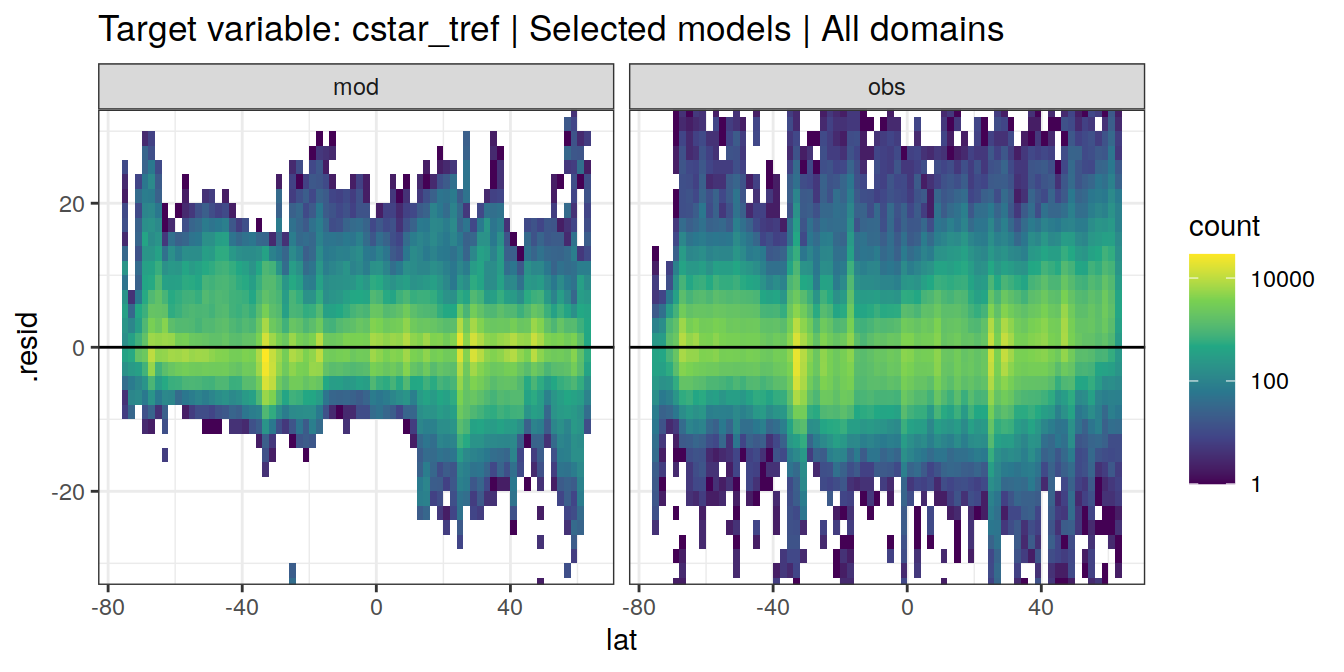 Target variable: cstar_tref | Selected models | All domains
mod
obs
.resid
20
0
-20
-80
-40
0
40
-80
-40
0
40
lat
count
10000
100
1